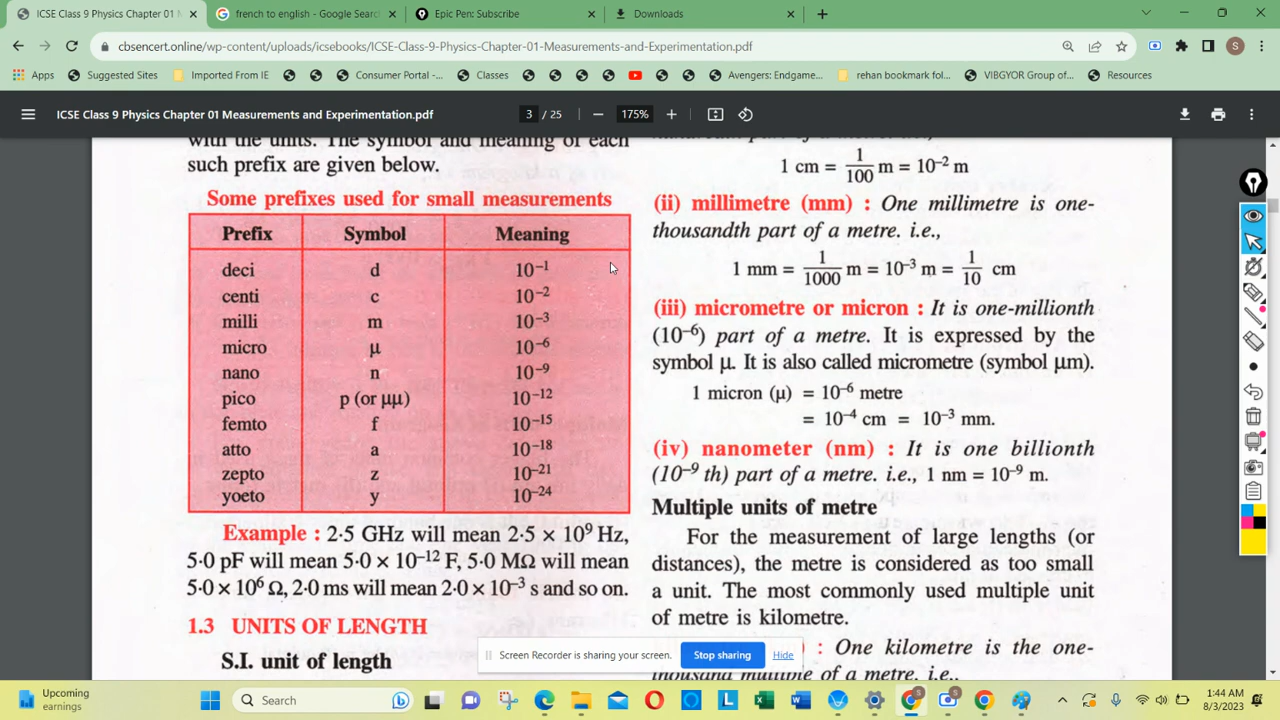 ICSE Class 9 Physics Chapter 01 M
french to english - Google Searc
Epic Pen: Subscribe
Downloads
cbsencert.online/wp-content/uploads/icsebooks/ICSE-Class-9-Physics-Chapter-01-Measurements-and-Experimentation.pdf
S
Apps
Suggested Sites
Imported From IE
Consumer Portal -...
Classes
Avengers: Endgame...
rehan bookmark fol...
VIBGYOR Group of...
Resources
ICSE Class 9 Physics Chapter 01 Measurements and Experimentation.pdf
3 / 25
175%
with the units. The symbol and meaning of each
such prefix are given below.
Some prefixes used for small measurements
Prefix Symbol Meaning
deci d 10⁻¹
centi c 10⁻²
milli m 10⁻³
micro μ 10⁻⁶
nano n 10⁻⁹
pico p (or μμ) 10⁻¹²
femto f 10⁻¹⁵
atto a 10⁻¹⁸
zepto z 10⁻²¹
yoeto y 10⁻²⁴
Example : 2·5 GHz will mean 2·5 × 10⁹ Hz,
5·0 pF will mean 5·0 × 10⁻¹² F, 5·0 MΩ will mean
5·0 × 10⁶ Ω, 2·0 ms will mean 2·0 × 10⁻³ s and so on.
1.3 UNITS OF LENGTH
S.I. unit of length
1 cm = 1/100 m = 10⁻² m
(ii) millimetre (mm) : One millimetre is one-
thousandth part of a metre. i.e.,
1 mm = 1/1000 m = 10⁻³ m = 1/10 cm
(iii) micrometre or micron : It is one-millionth
(10⁻⁶) part of a metre. It is expressed by the
symbol μ. It is also called micrometre (symbol μm).
1 micron (μ) = 10⁻⁶ metre
= 10⁻⁴ cm = 10⁻³ mm.
(iv) nanometer (nm) : It is one billionth
(10⁻⁹ th) part of a metre. i.e., 1 nm = 10⁻⁹ m.
Multiple units of metre
For the measurement of large lengths (or
distances), the metre is considered as too small
a unit. The most commonly used multiple unit
of metre is kilometre.
: One kilometre is the one-
thousand multiple of a metre. i.e.,
Screen Recorder is sharing your screen.
Stop sharing
Hide
Upcoming
earnings
Search
1:44 AM
8/3/2023